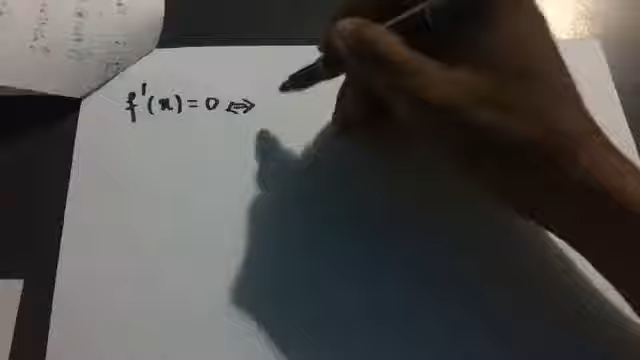 f'(x) = 0 ⇔